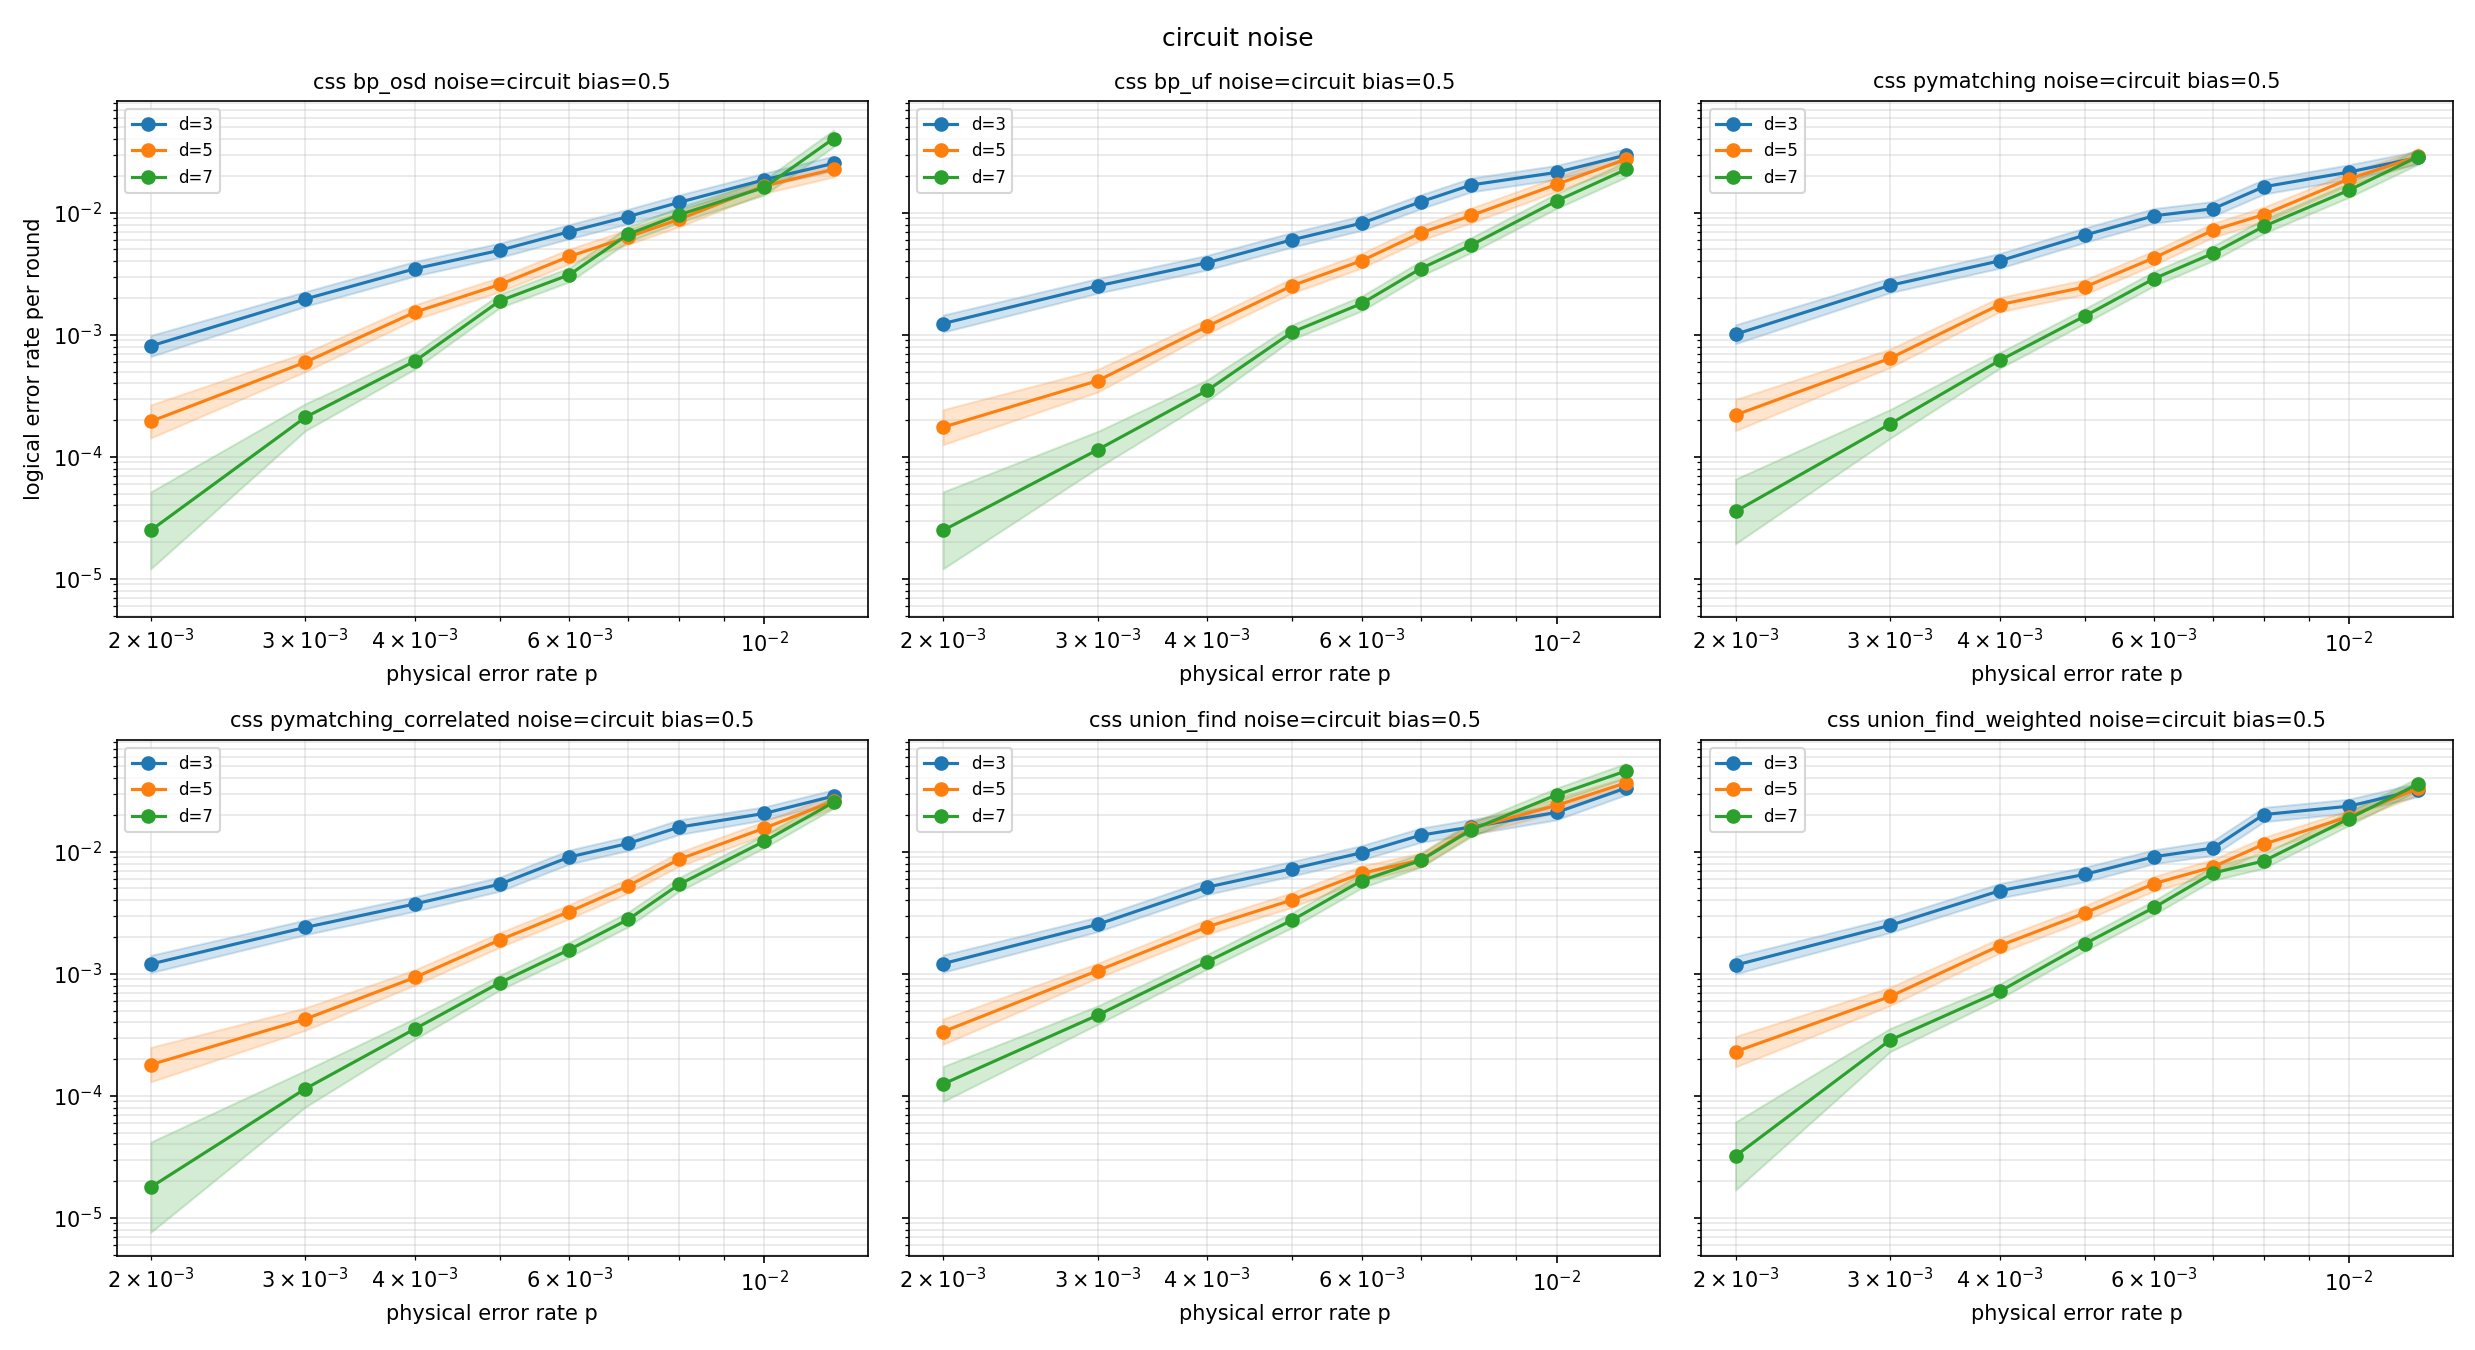 circuit noise
css bp_osd noise=circuit bias=0.5
d=3
d=5
d=7
logical error rate per round
10⁻²
10⁻³
10⁻⁴
10⁻⁵
2 × 10⁻³ 3 × 10⁻³ 4 × 10⁻³ 6 × 10⁻³ 10⁻²
physical error rate p
css bp_uf noise=circuit bias=0.5
d=3
d=5
d=7
2 × 10⁻³ 3 × 10⁻³ 4 × 10⁻³ 6 × 10⁻³ 10⁻²
physical error rate p
css pymatching noise=circuit bias=0.5
d=3
d=5
d=7
2 × 10⁻³ 3 × 10⁻³ 4 × 10⁻³ 6 × 10⁻³ 10⁻²
physical error rate p
css pymatching_correlated noise=circuit bias=0.5
d=3
d=5
d=7
10⁻²
10⁻³
10⁻⁴
10⁻⁵
2 × 10⁻³ 3 × 10⁻³ 4 × 10⁻³ 6 × 10⁻³ 10⁻²
physical error rate p
css union_find noise=circuit bias=0.5
d=3
d=5
d=7
2 × 10⁻³ 3 × 10⁻³ 4 × 10⁻³ 6 × 10⁻³ 10⁻²
physical error rate p
css union_find_weighted noise=circuit bias=0.5
d=3
d=5
d=7
2 × 10⁻³ 3 × 10⁻³ 4 × 10⁻³ 6 × 10⁻³ 10⁻²
physical error rate p